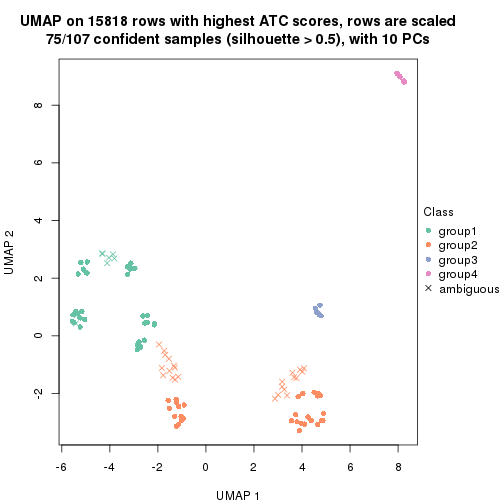 UMAP on 15818 rows with highest ATC scores, rows are scaled
75/107 confident samples (silhouette > 0.5), with 10 PCs
8
6
4
2
0
-2
UMAP 2
-6
-4
-2
0
2
4
6
8
UMAP 1
Class
group1
group2
group3
group4
ambiguous